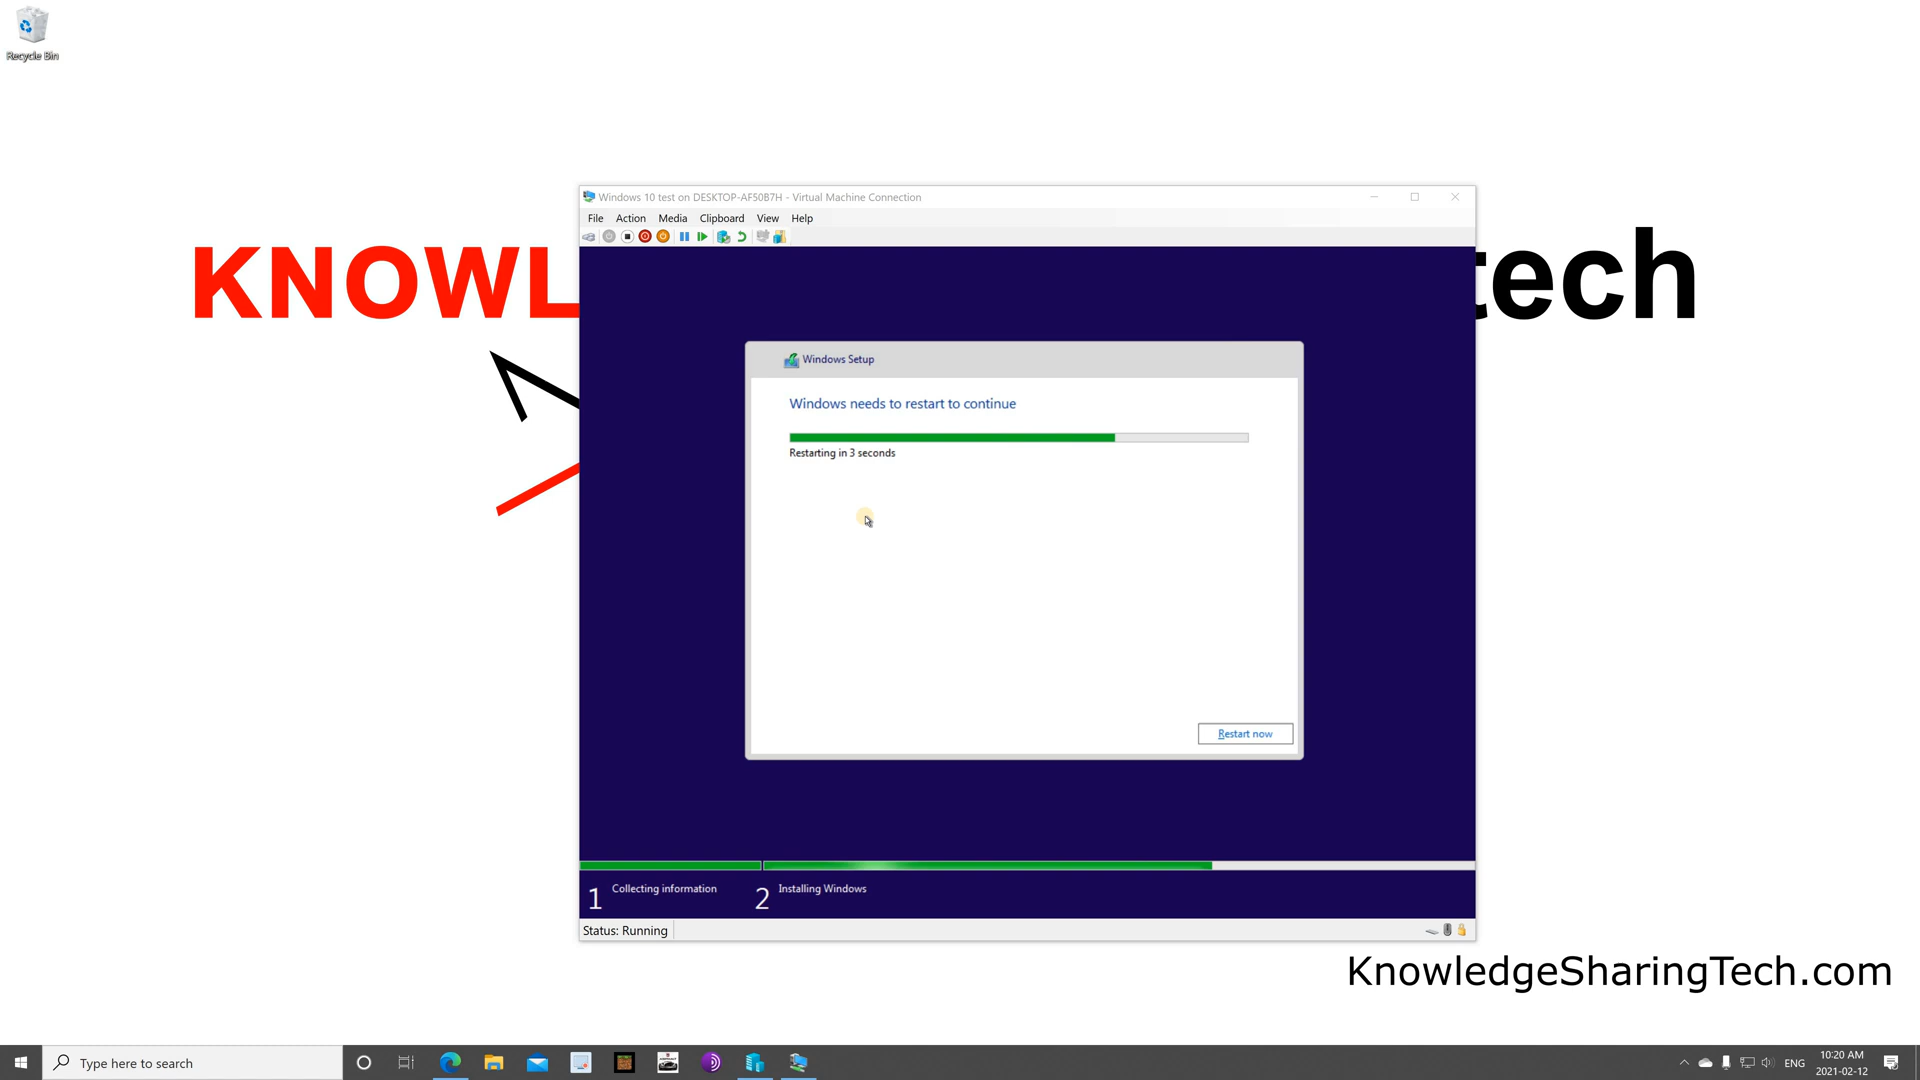 Recycle Bin
Windows 10 test on DESKTOP-AF50B7H - Virtual Machine Connection
File Action Media Clipboard View Help
KNOWL
tech
Windows Setup
Windows needs to restart to continue
Restarting in 3 seconds
Restart now
1 Collecting information 2 Installing Windows
Status: Running
KnowledgeSharingTech.com
Type here to search
ENG
10:20 AM
2021-02-12